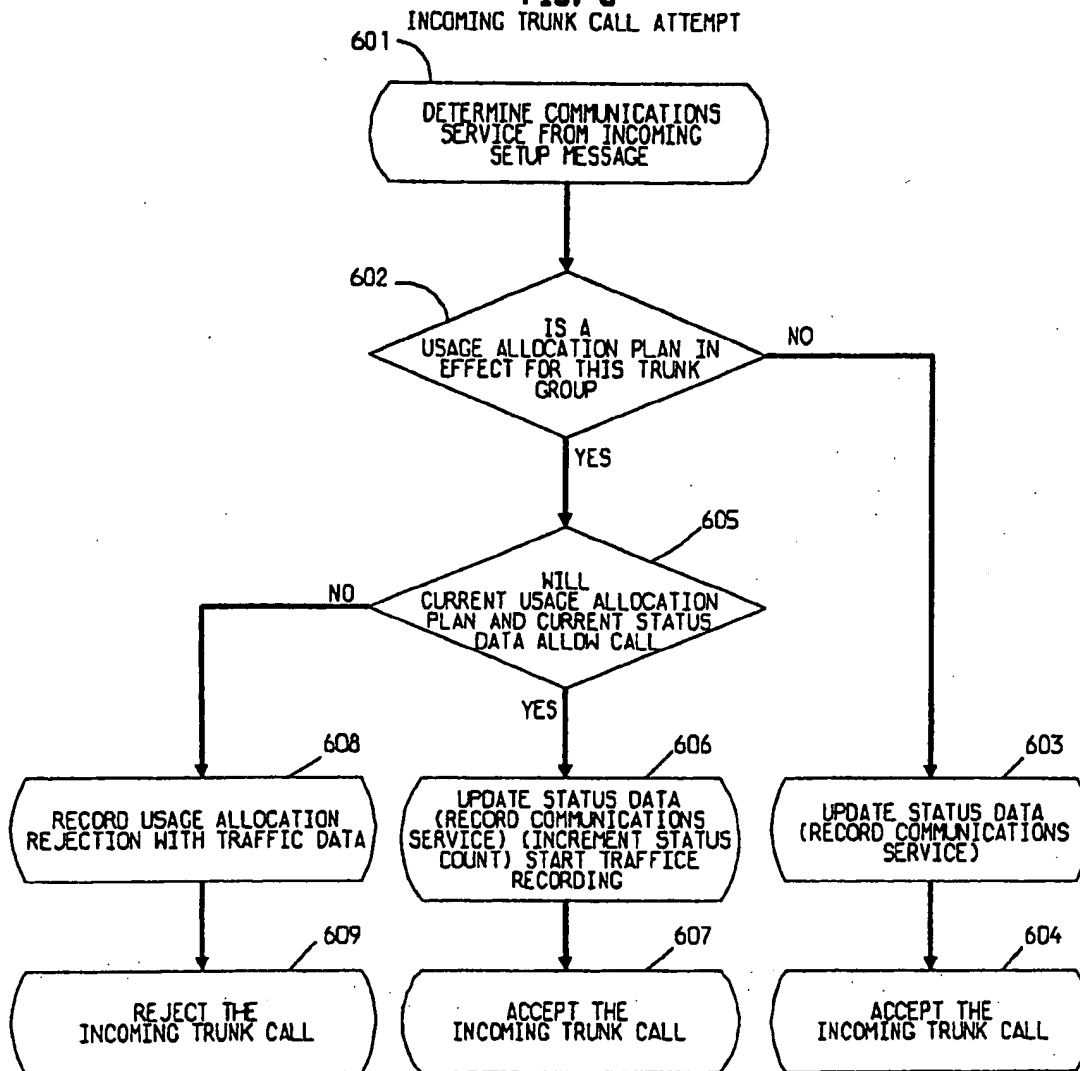 INCOMING TRUNK CALL ATTEMPT
601
DETERMINE COMMUNICATIONS
SERVICE FROM INCOMING
SETUP MESSAGE
602
IS A
USAGE ALLOCATION PLAN IN
EFFECT FOR THIS TRUNK
GROUP
NO
YES
605
WILL
CURRENT USAGE ALLOCATION
PLAN AND CURRENT STATUS
DATA ALLOW CALL
NO
YES
608
RECORD USAGE ALLOCATION
REJECTION WITH TRAFFIC DATA
606
UPDATE STATUS DATA
(RECORD COMMUNICATIONS
SERVICE) (INCREMENT STATUS
COUNT) START TRAFFICE
RECORDING
603
UPDATE STATUS DATA
(RECORD COMMUNICATIONS
SERVICE)
609
REJECT THE
INCOMING TRUNK CALL
607
ACCEPT THE
INCOMING TRUNK CALL
604
ACCEPT THE
INCOMING TRUNK CALL